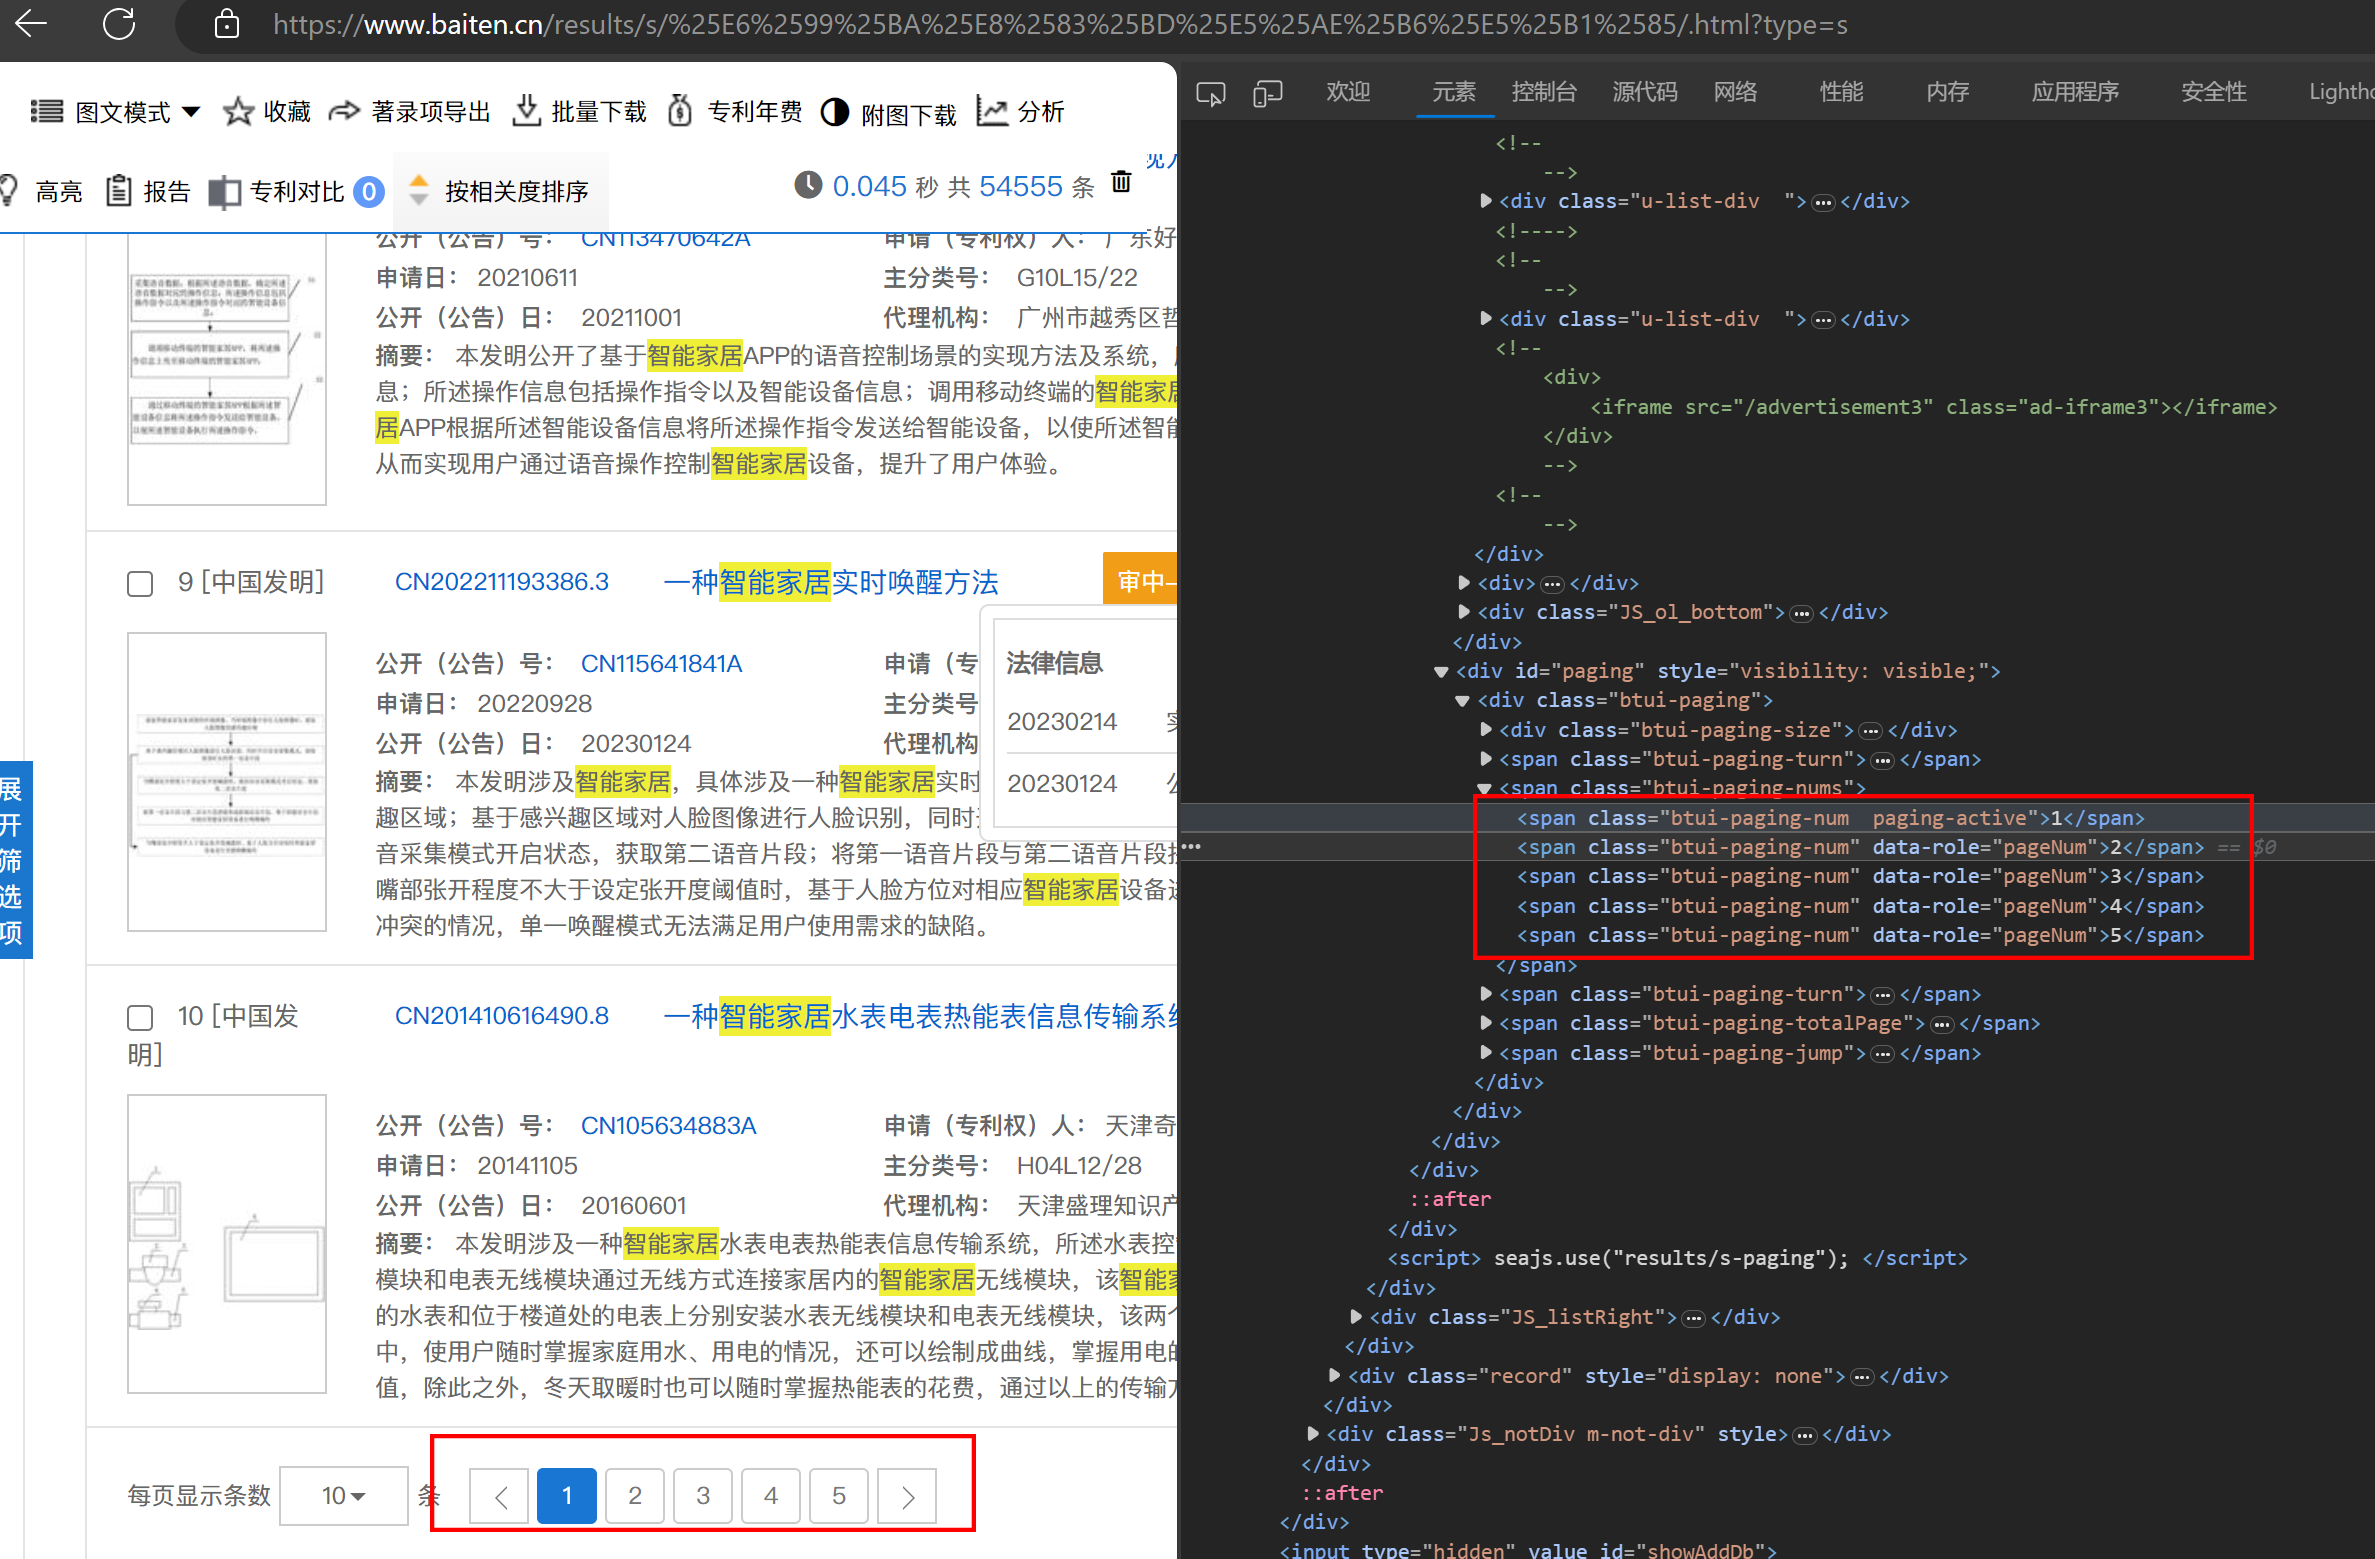 https://www.baiten.cn/results/s/%25E6%2599%25BA%25E8%2583%25BD%25E5%25AE%25B6%25E5%25B1%2585/.html?type=s
图文模式 收藏 著录项导出 批量下载 专利年费 附图下载 分析
高亮 报告 专利对比 0 按相关度排序 0.045 秒 共 54555 条
公开（公告）号： CN113470642A 申请（专利权）人： 广东好
申请日： 20210611 主分类号： G10L15/22
公开（公告）日： 20211001 代理机构： 广州市越秀区哲
摘要： 本发明公开了基于智能家居APP的语音控制场景的实现方法及系统，
息；所述操作信息包括操作指令以及智能设备信息；调用移动终端的智能家居
居APP根据所述智能设备信息将所述操作指令发送给智能设备，以使所述智能
从而实现用户通过语音操作控制智能家居设备，提升了用户体验。
9 [中国发明] CN202211193386.3 一种智能家居实时唤醒方法 审中
公开（公告）号： CN115641841A 申请（专
申请日： 20220928 主分类号
公开（公告）日： 20230124 代理机构
法律信息
20230214
20230124
摘要： 本发明涉及智能家居，具体涉及一种智能家居实时
趣区域；基于感兴趣区域对人脸图像进行人脸识别，同时
音采集模式开启状态，获取第二语音片段；将第一语音片段与第二语音片段
嘴部张开程度不大于设定张开度阈值时，基于人脸方位对相应智能家居设备
冲突的情况，单一唤醒模式无法满足用户使用需求的缺陷。
10 [中国发
明]
CN201410616490.8 一种智能家居水表电表热能表信息传输系统
公开（公告）号： CN105634883A 申请（专利权）人： 天津奇
申请日： 20141105 主分类号： H04L12/28
公开（公告）日： 20160601 代理机构： 天津盛理知识产
摘要： 本发明涉及一种智能家居水表电表热能表信息传输系统，所述水表控
模块和电表无线模块通过无线方式连接家居内的智能家居无线模块，该智能家
的水表和位于楼道处的电表上分别安装水表无线模块和电表无线模块，该两个
中，使用户随时掌握家庭用水、用电的情况，还可以绘制成曲线，掌握用电的
值，除此之外，冬天取暖时也可以随时掌握热能表的花费，通过以上的传输方
每页显示条数 10 条 1 2 3 4 5
展
开
筛
选
项
欢迎 元素 控制台 源代码 网络 性能 内存 应用程序 安全性 Lighth
<!--
-->
<div class="u-list-div  ">…</div>
<!---->
<!--
-->
<div class="u-list-div  ">…</div>
<!--
<div>
<iframe src="/advertisement3" class="ad-iframe3"></iframe>
</div>
-->
<!--
-->
</div>
<div>…</div>
<div class="JS_ol_bottom">…</div>
</div>
<div id="paging" style="visibility: visible;">
<div class="btui-paging">
<div class="btui-paging-size">…</div>
<span class="btui-paging-turn">…</span>
<span class="btui-paging-nums">
<span class="btui-paging-num  paging-active">1</span>
<span class="btui-paging-num" data-role="pageNum">2</span> == $0
<span class="btui-paging-num" data-role="pageNum">3</span>
<span class="btui-paging-num" data-role="pageNum">4</span>
<span class="btui-paging-num" data-role="pageNum">5</span>
</span>
<span class="btui-paging-turn">…</span>
<span class="btui-paging-totalPage">…</span>
<span class="btui-paging-jump">…</span>
</div>
</div>
</div>
</div>
::after
</div>
<script> seajs.use("results/s-paging"); </script>
</div>
<div class="JS_listRight">…</div>
</div>
<div class="record" style="display: none">…</div>
</div>
<div class="Js_notDiv m-not-div" style>…</div>
</div>
::after
</div>
<input type="hidden" value id="showAddDb">